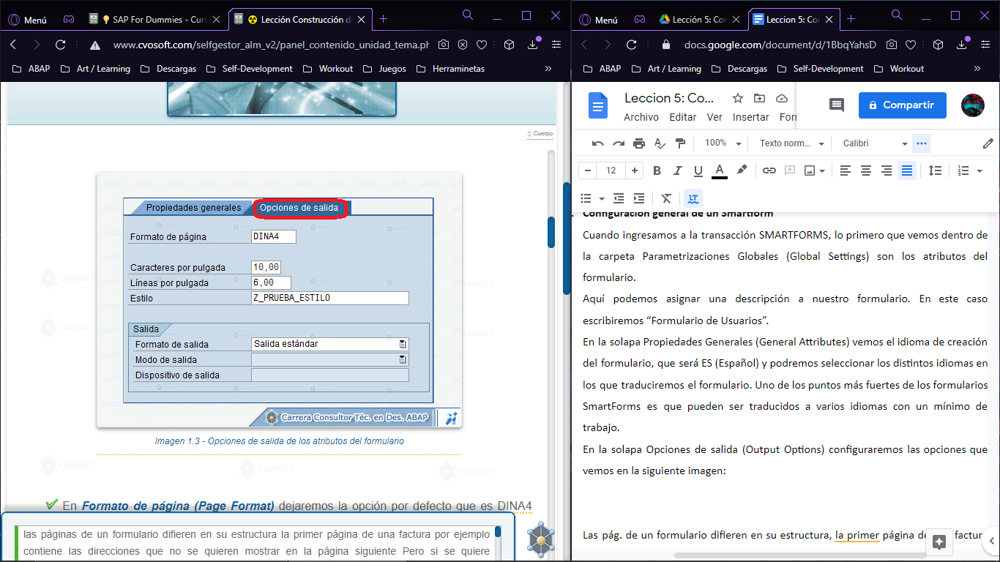 Menú
SAP For Dummies - Curs
Lección Construcción d
www.cvosoft.com/selfgestor_alm_v2/panel_contenido_unidad_tema.ph
ABAP Art / Learning Descargas Self-Development Workout Juegos Herraminetas »
Cuerpo
Propiedades generales Opciones de salida
Formato de página DINA4
Caracteres por pulgada 10,00
Líneas por pulgada 6,00
Estilo Z_PRUEBA_ESTILO
Salida
Formato de salida Salida estándar
Modo de salida
Dispositivo de salida
Carrera Consultor Téc. en Des. ABAP
CVOSOFT
Imagen 1.3 - Opciones de salida de los atributos del formulario
CVOSOFT
En Formato de página (Page Format) dejaremos la opción por defecto que es DINA4
las páginas de un formulario difieren en su estructura la primer página de una factura por ejemplo
contiene las direcciones que no se quieren mostrar en la página siguiente Pero si se quiere
Menú
Lección 5: Co
Leccion 5: Co
docs.google.com/document/d/1BbqYahsD
ABAP Art / Learning Descargas Self-Development Workout »
Leccion 5: Co...
Archivo Editar Ver Insertar For
Compartir
100% Texto norm... Calibri
12
B I U A
Configuración general de un Smartform
Cuando ingresamos a la transacción SMARTFORMS, lo primero que vemos dentro de
la carpeta Parametrizaciones Globales (Global Settings) son los atributos del
formulario.
Aquí podemos asignar una descripción a nuestro formulario. En este caso
escribiremos “Formulario de Usuarios”.
En la solapa Propiedades Generales (General Attributes) vemos el idioma de creación
del formulario, que será ES (Español) y podremos seleccionar los distintos idiomas en
los que traduciremos el formulario. Uno de los puntos más fuertes de los formularios
SmartForms es que pueden ser traducidos a varios idiomas con un mínimo de
trabajo.
En la solapa Opciones de salida (Output Options) configuraremos las opciones que
vemos en la siguiente imagen:
Las pág. de un formulario difieren en su estructura, la primer página de factur